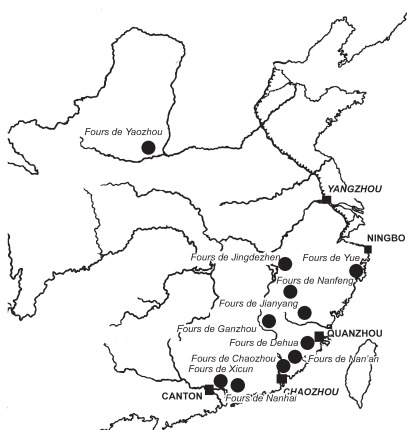 Fours de Yaozhou
YANGZHOU
NINGBO
Fours de Jingdezhen
Fours de Yue
Fours de Nanfeng
Fours de Jianyang
Fours de Ganzhou
QUANZHOU
Fours de Dehua
Fours de Chaozhou
Fours de Nan'an
Fours de Xicun
CHAOZHOU
CANTON
Fours de Nanhai